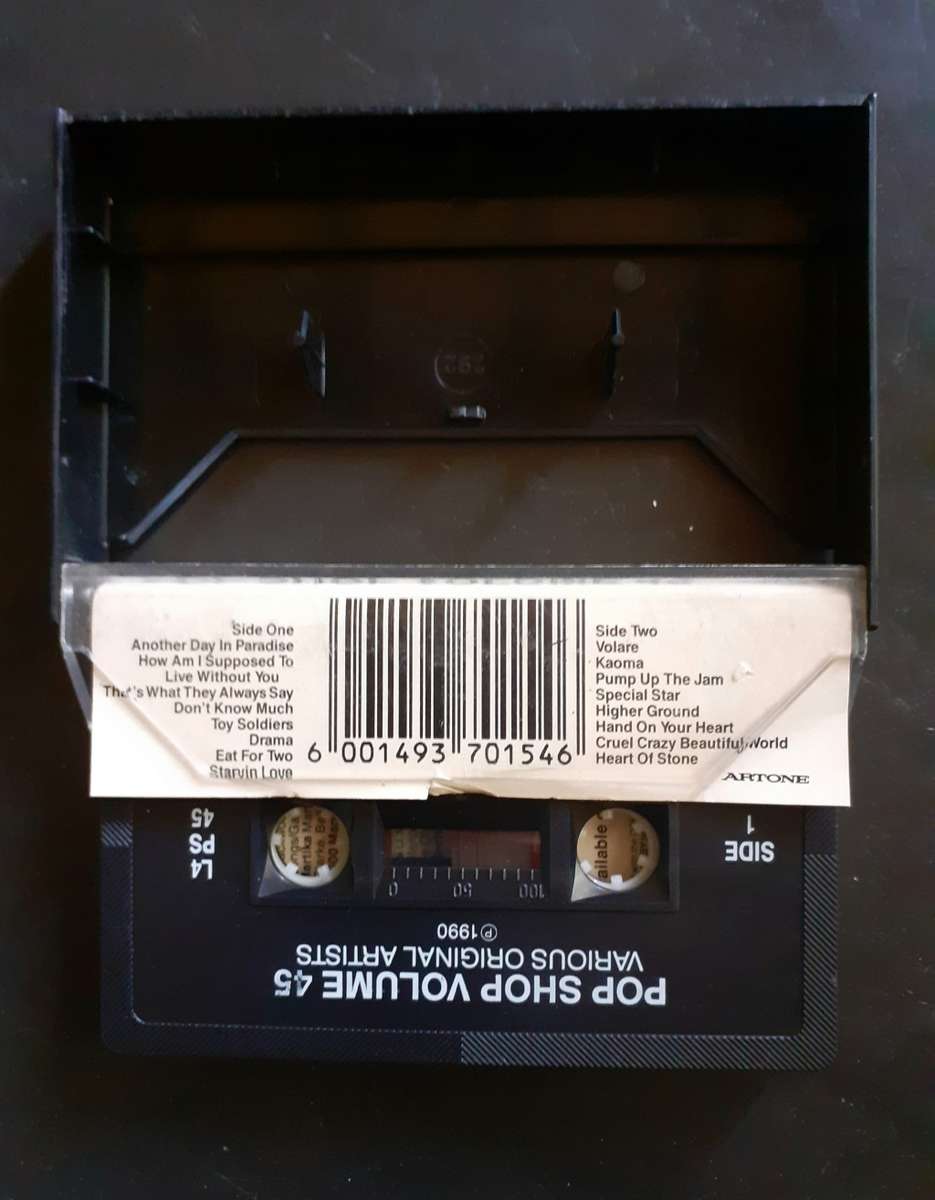 Side One
Another Day In Paradise
How Am I Supposed To
Live Without You
That's What They Always Say
Don't Know Much
Toy Soldiers
Drama
Eat For Two
Starvin Love
6 001493 701546
Side Two
Volare
Kaoma
Pump Up The Jam
Special Star
Higher Ground
Hand On Your Heart
Cruel Crazy Beautiful World
Heart Of Stone
ARTONE
POP SHOP VOLUME 45
VARIOUS ORIGINAL ARTISTS
℗ 1990
SIDE
1
100 50 0
L4
PS
45
ailable